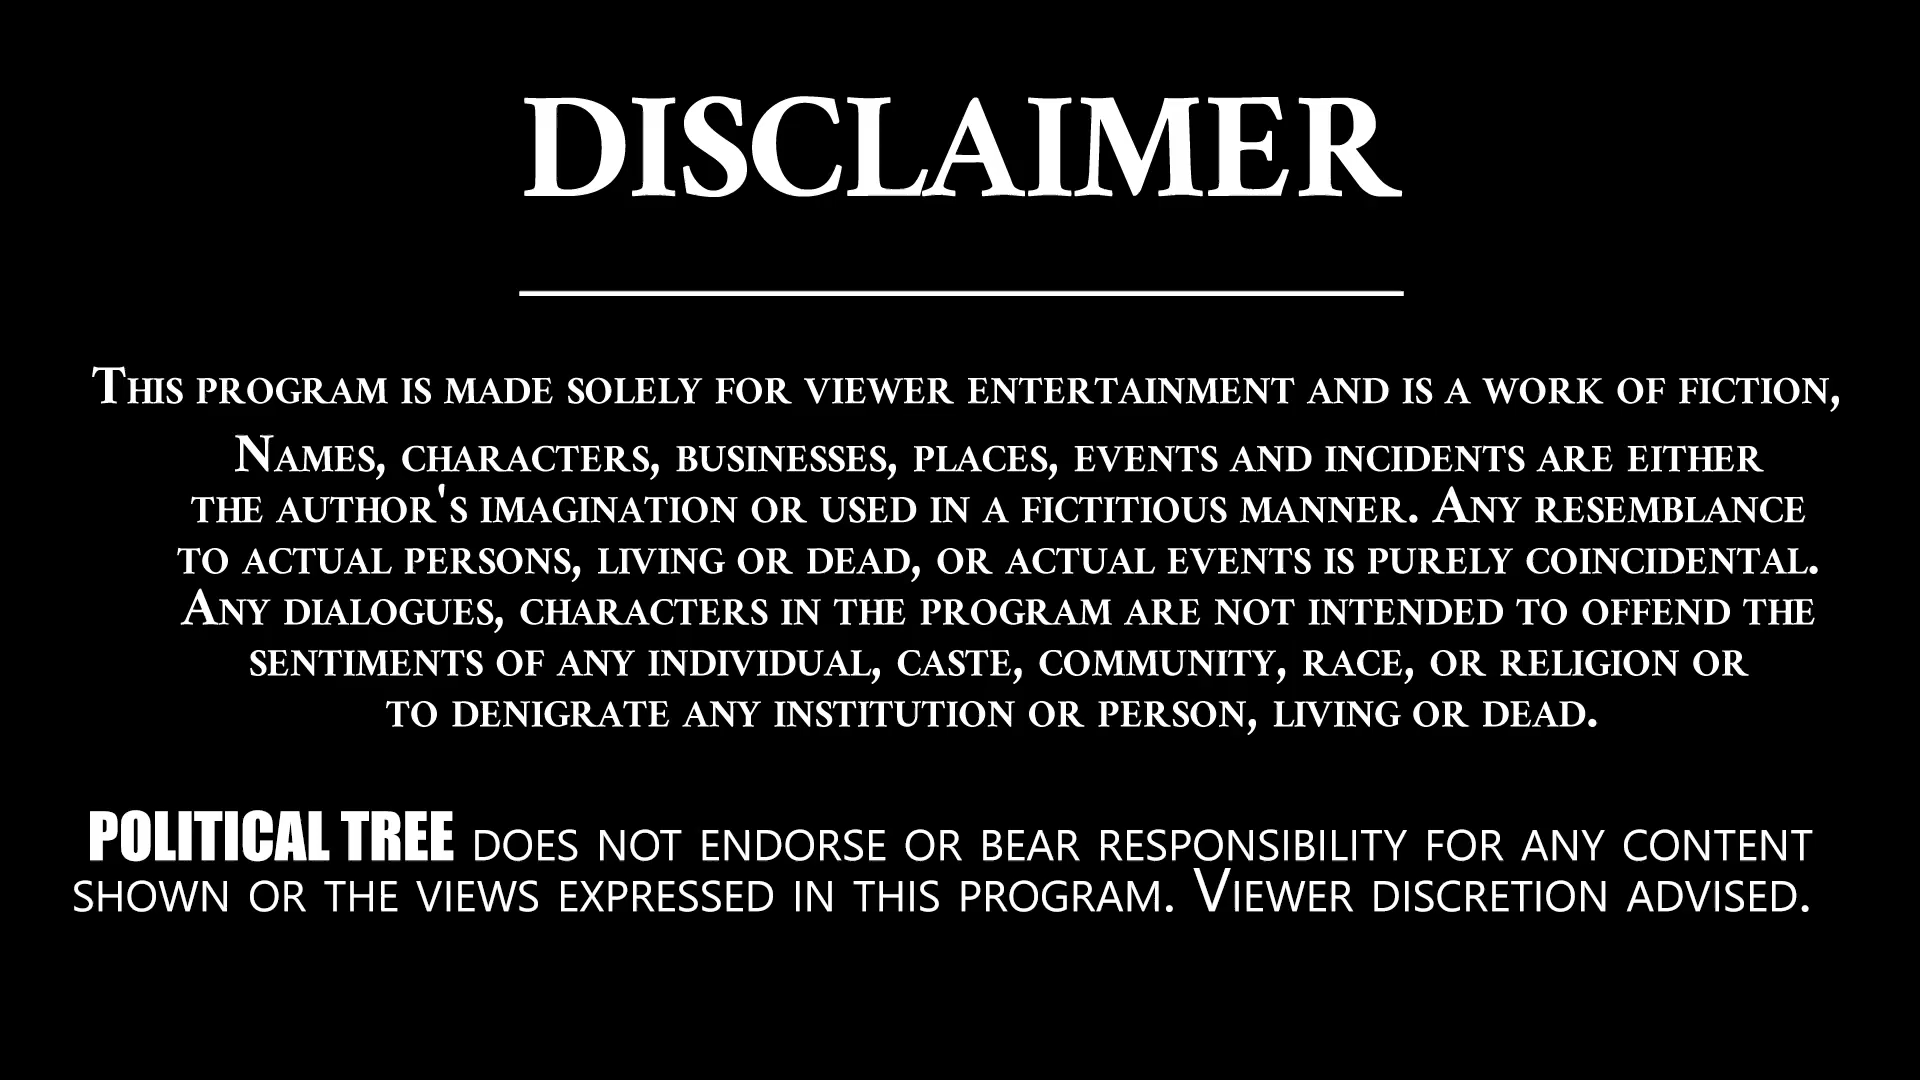 DISCLAIMER
This program is made solely for viewer entertainment and is a work of fiction,
Names, characters, businesses, places, events and incidents are either
the author's imagination or used in a fictitious manner. Any resemblance
to actual persons, living or dead, or actual events is purely coincidental.
Any dialogues, characters in the program are not intended to offend the
sentiments of any individual, caste, community, race, or religion or
to denigrate any institution or person, living or dead.
POLITICAL TREE does not endorse or bear responsibility for any content
shown or the views expressed in this program. Viewer discretion advised.